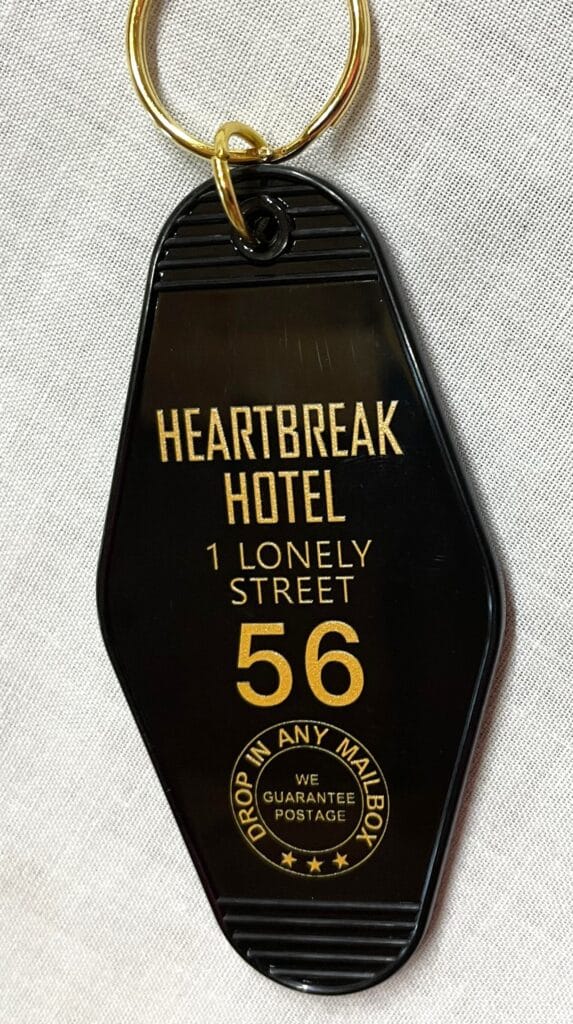 HEARTBREAK
HOTEL
1 LONELY
STREET
56
DROP IN ANY MAILBOX
WE
GUARANTEE
POSTAGE